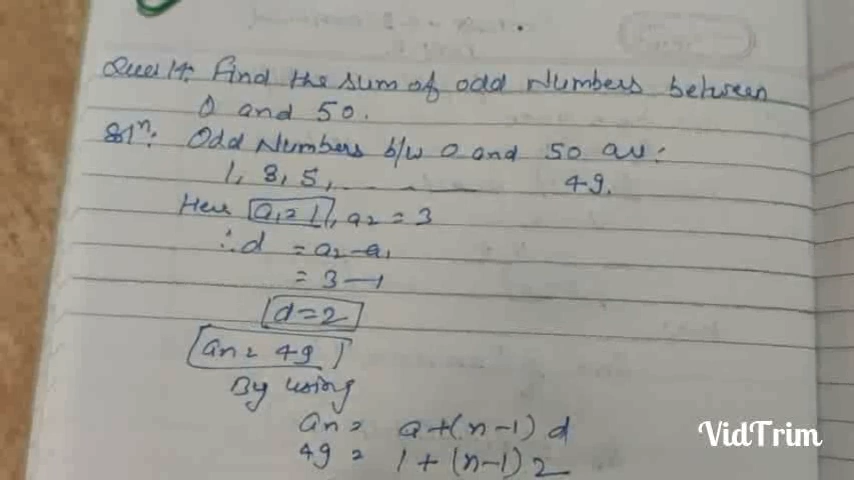 Ques 14: Find the sum of odd Numbers between
0 and 50.
Solⁿ: Odd Numbers b/w 0 and 50 are:
1, 3, 5, _ _ _ _ 49.
Here a₁ = 1, a₂ = 3
∴ d = a₂ - a₁
= 3 - 1
d = 2
an = 49
By using
an = a + (n - 1) d
49 = 1 + (n - 1) 2
VidTrim